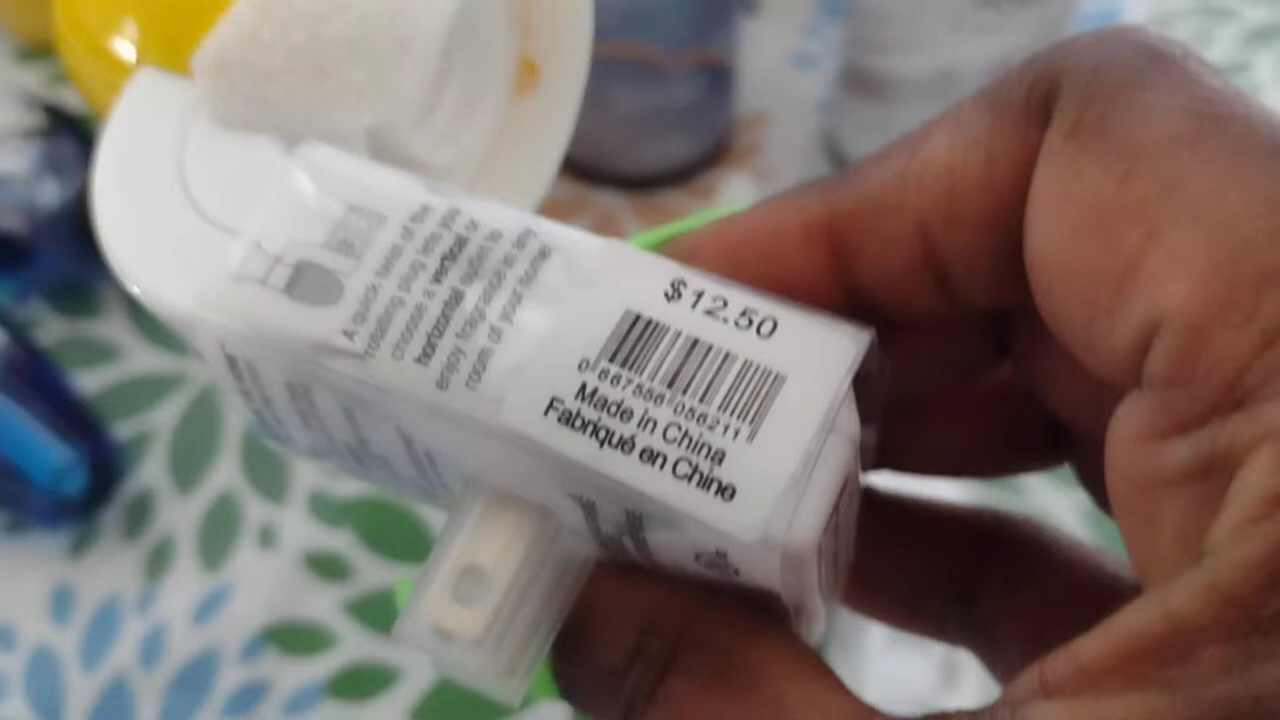 A quick twist of the
rotating plug lets you
choose a vertical or
horizontal outlet to
enjoy fragrance in any
room of your home!
$12.50
0 667556 056211
Made in China
Fabriqué en Chine